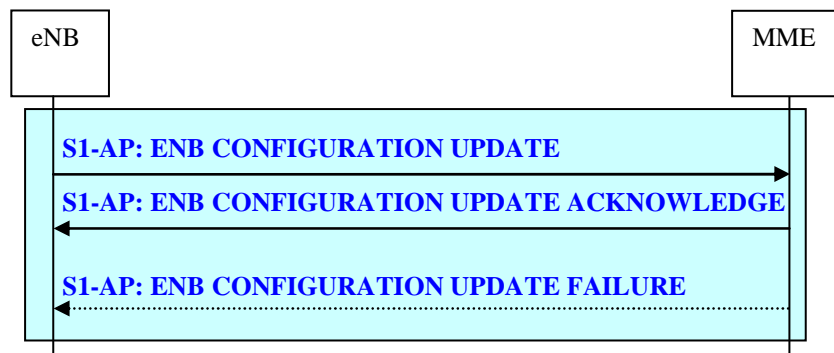 eNB
MME
S1-AP: ENB CONFIGURATION UPDATE
S1-AP: ENB CONFIGURATION UPDATE ACKNOWLEDGE
S1-AP: ENB CONFIGURATION UPDATE FAILURE